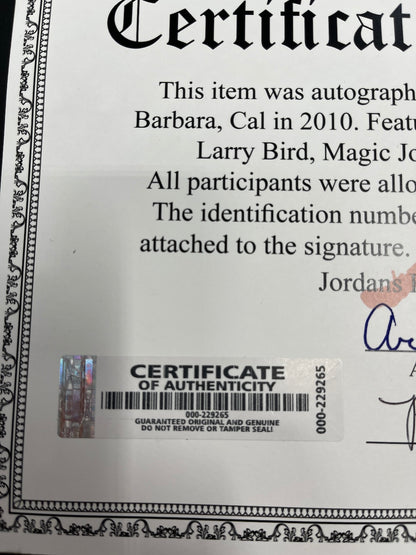 Certificat
This item was autograph
Barbara, Cal in 2010. Featu
Larry Bird, Magic Jo
All participants were allo
The identification numbe
attached to the signature.
Jordans
CERTIFICATE
OF AUTHENTICITY
000-229265
GUARANTEED ORIGINAL AND GENUINE
DO NOT REMOVE OR TAMPER SEAL!
000-229265
A